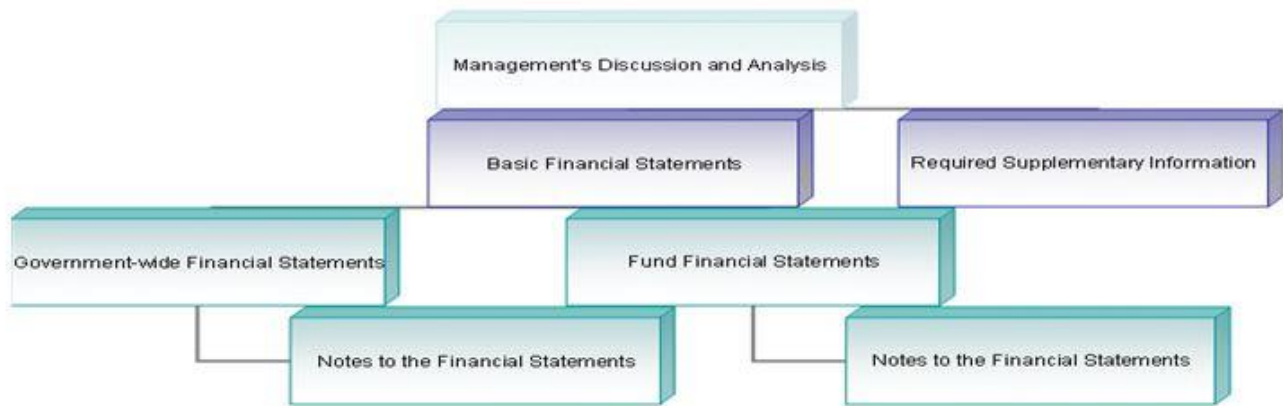 Management's Discussion and Analysis
Basic Financial Statements
Required Supplementary Information
Government-wide Financial Statements
Fund Financial Statements
Notes to the Financial Statements
Notes to the Financial Statements